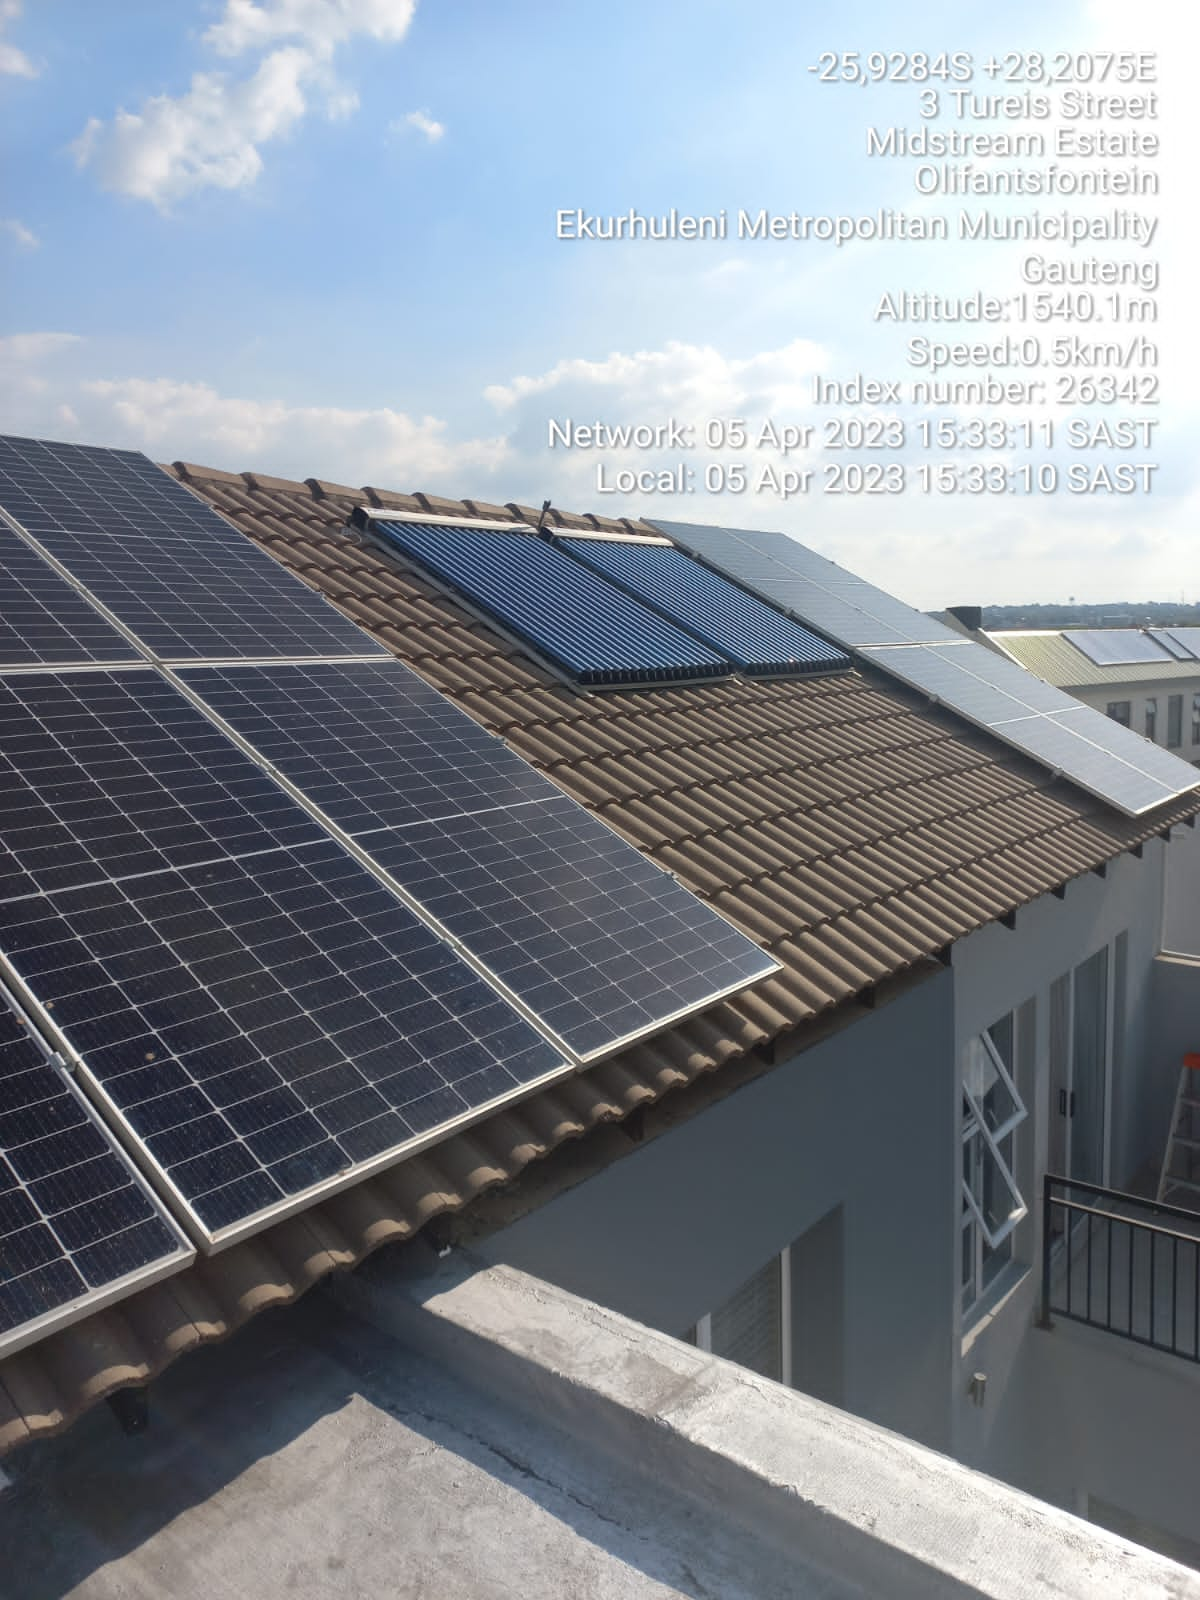 -25,9284S +28,2075E
3 Tureis Street
Midstream Estate
Olifantsfontein
Ekurhuleni Metropolitan Municipality
Gauteng
Altitude:1540.1m
Speed:0.5km/h
Index number: 26342
Network: 05 Apr 2023 15:33:11 SAST
Local: 05 Apr 2023 15:33:10 SAST